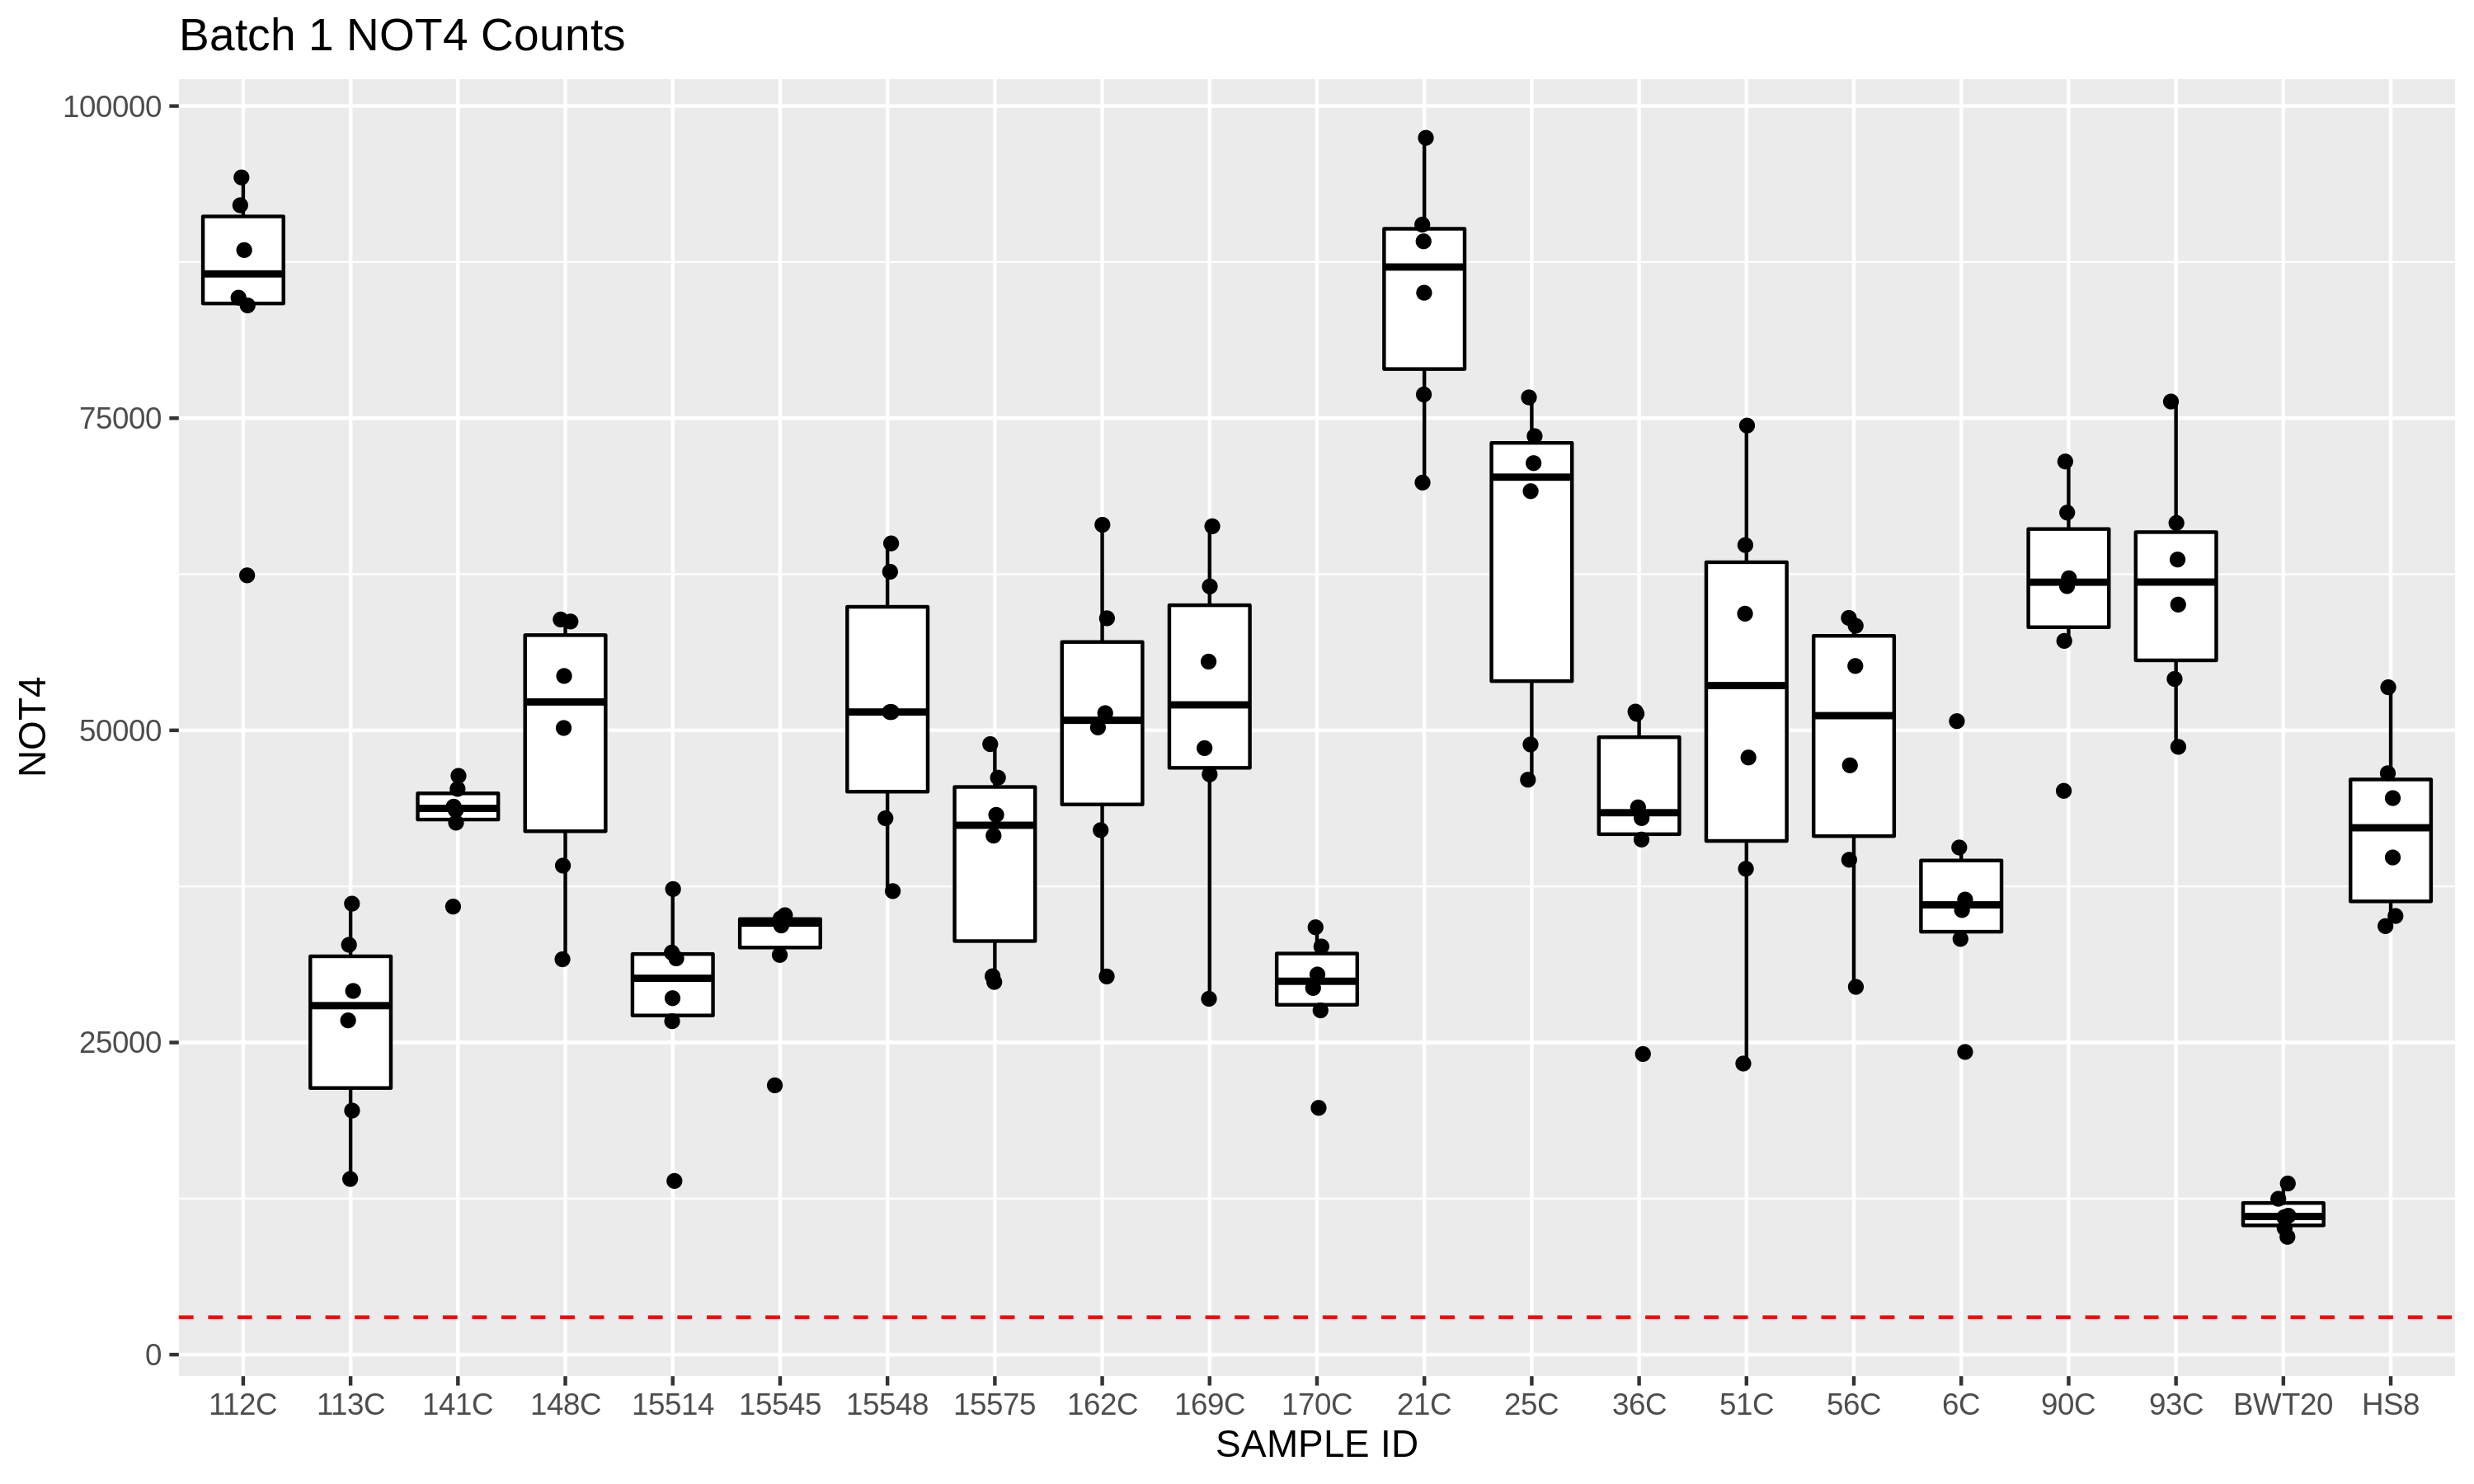 Batch 1 NOT4 Counts
NOT4
100000
75000
50000
25000
0
112C 113C 141C 148C 15514 15545 15548 15575 162C 169C 170C 21C 25C 36C 51C 56C 6C 90C 93C BWT20 HS8
SAMPLE ID